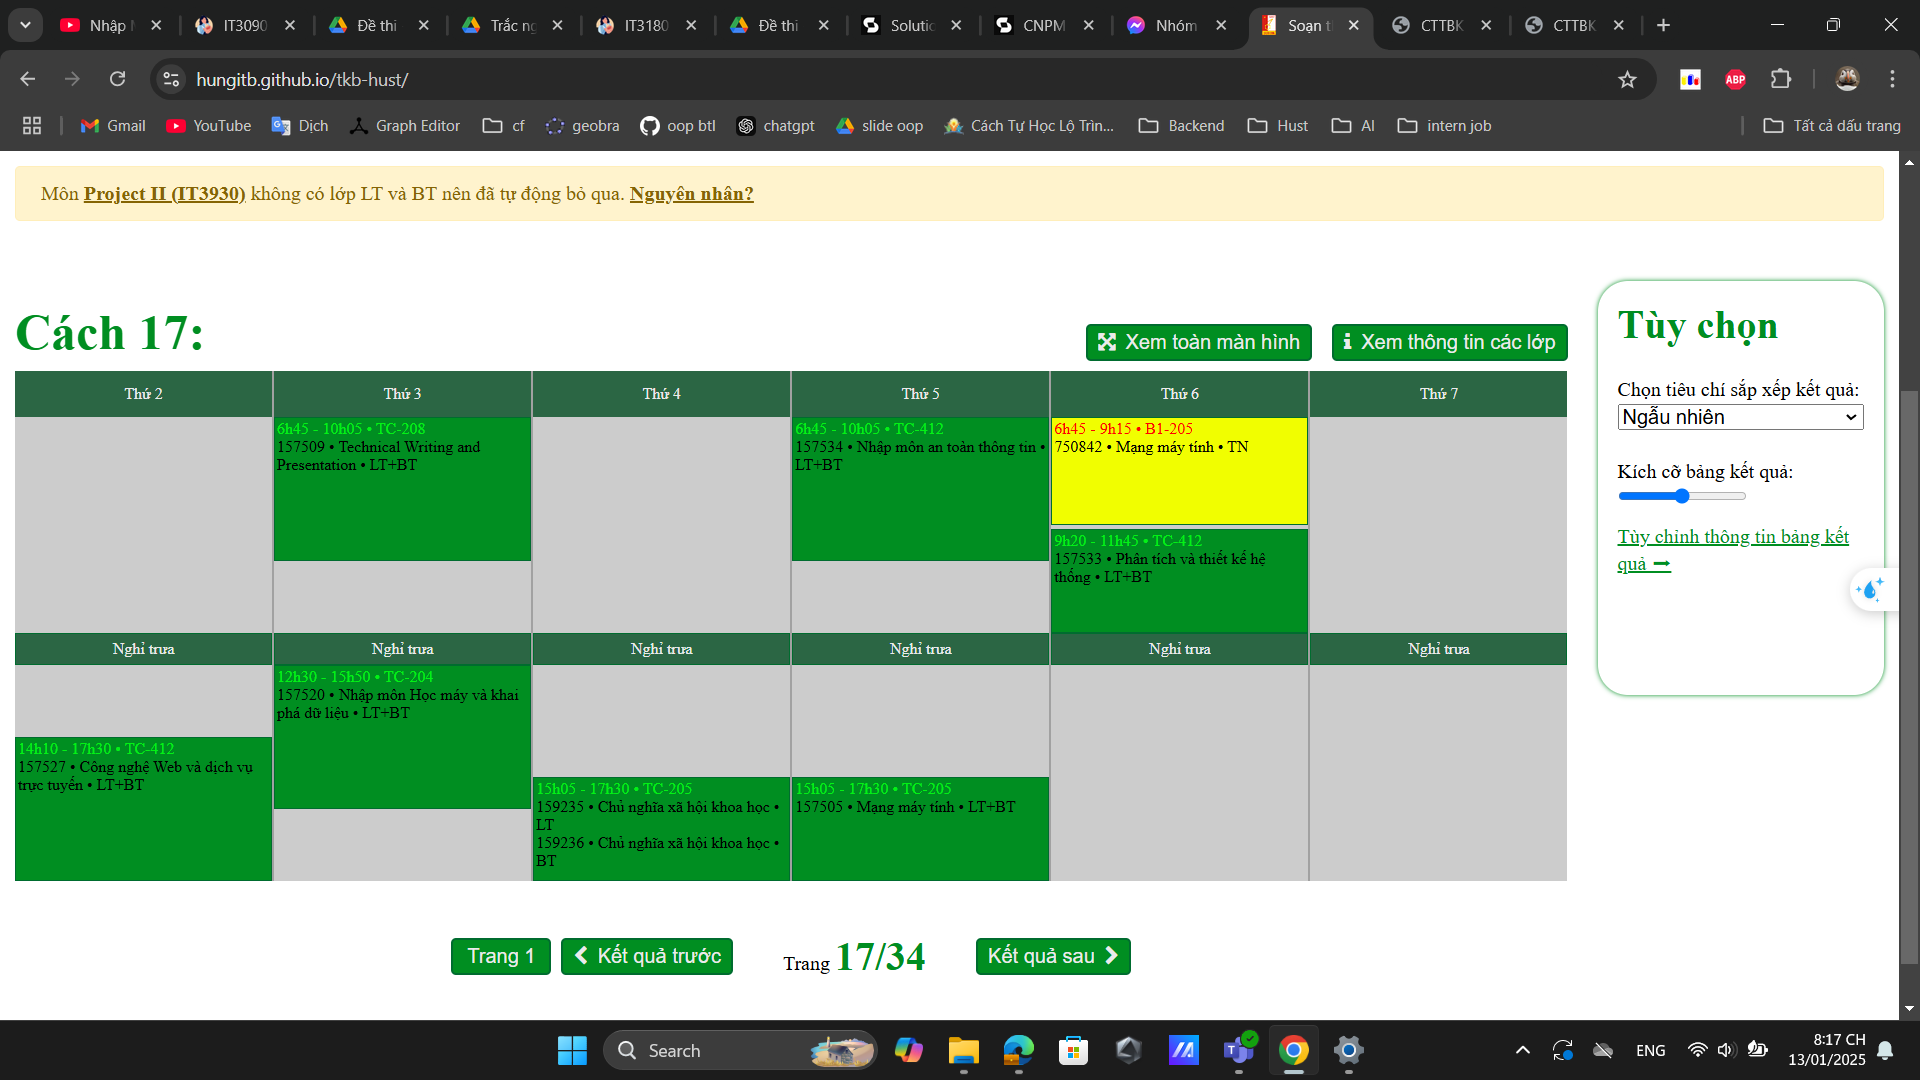 Nhập
IT3090
Đề thi
Trắc ng
IT3180
Đề thi
Solutic
CNPM
Nhóm
Soạn t
CTTBK
CTTBK
hungitb.github.io/tkb-hust/
ABP
Gmail
YouTube
Dịch
Graph Editor
cf
geobra
oop btl
chatgpt
slide oop
Cách Tự Học Lộ Trìn...
Backend
Hust
AI
intern job
Tất cả dấu trang
Môn Project II (IT3930) không có lớp LT và BT nên đã tự động bỏ qua. Nguyên nhân?
Cách 17:
Xem toàn màn hình
Xem thông tin các lớp
Thứ 2
Thứ 3
Thứ 4
Thứ 5
Thứ 6
Thứ 7
6h45 - 10h05 • TC-208
157509 • Technical Writing and
Presentation • LT+BT
6h45 - 10h05 • TC-412
157534 • Nhập môn an toàn thông tin •
LT+BT
6h45 - 9h15 • B1-205
750842 • Mạng máy tính • TN
9h20 - 11h45 • TC-412
157533 • Phân tích và thiết kế hệ
thống • LT+BT
Nghỉ trưa
Nghỉ trưa
Nghỉ trưa
Nghỉ trưa
Nghỉ trưa
Nghỉ trưa
14h10 - 17h30 • TC-412
157527 • Công nghệ Web và dịch vụ
trực tuyến • LT+BT
12h30 - 15h50 • TC-204
157520 • Nhập môn Học máy và khai
phá dữ liệu • LT+BT
15h05 - 17h30 • TC-205
159235 • Chủ nghĩa xã hội khoa học •
LT
159236 • Chủ nghĩa xã hội khoa học •
BT
15h05 - 17h30 • TC-205
157505 • Mạng máy tính • LT+BT
Tùy chọn
Chọn tiêu chí sắp xếp kết quả:
Ngẫu nhiên
Kích cỡ bảng kết quả:
Tùy chỉnh thông tin bảng kết
quả
Trang 1
Kết quả trước
Trang 17/34
Kết quả sau
Search
ENG
8:17 CH
13/01/2025